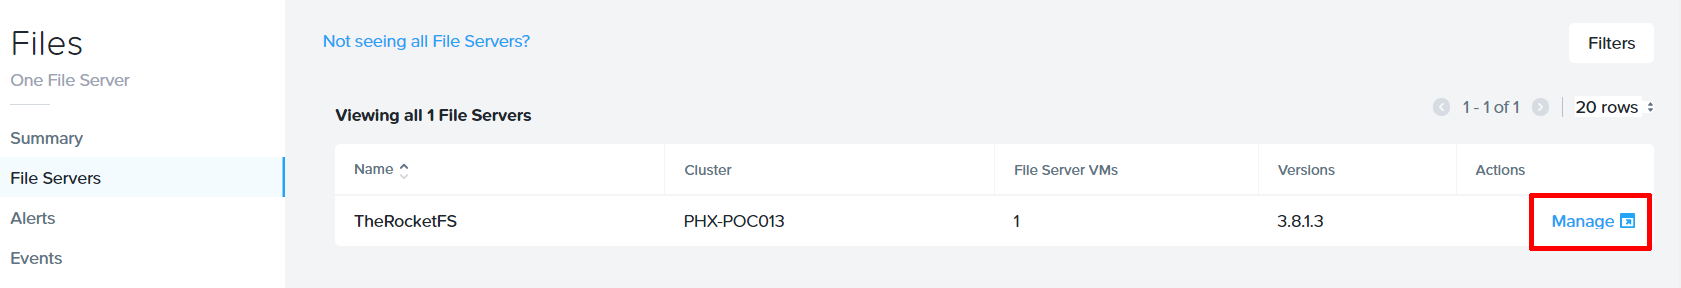 Files
One File Server
Summary
File Servers
Alerts
Events
Not seeing all File Servers?
Filters
Viewing all 1 File Servers
1 - 1 of 1
20 rows
Name Cluster File Server VMs Versions Actions
TheRocketFS PHX-POC013 1 3.8.1.3 Manage